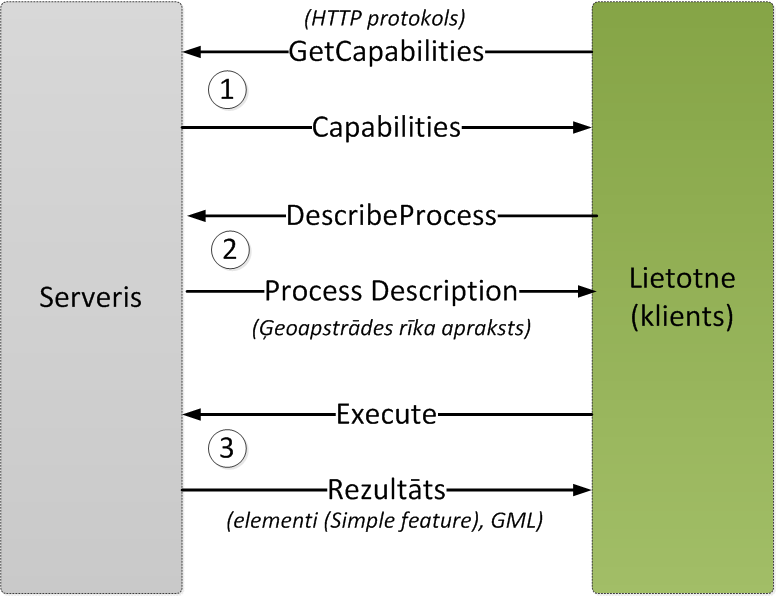 (HTTP protokols)
GetCapabilities
1
Capabilities
DescribeProcess
2
Process Description
(Ģeoapstrādes rīka apraksts)
Serveris
Lietotne
(klients)
Execute
3
Rezultāts
(elementi (Simple feature), GML)